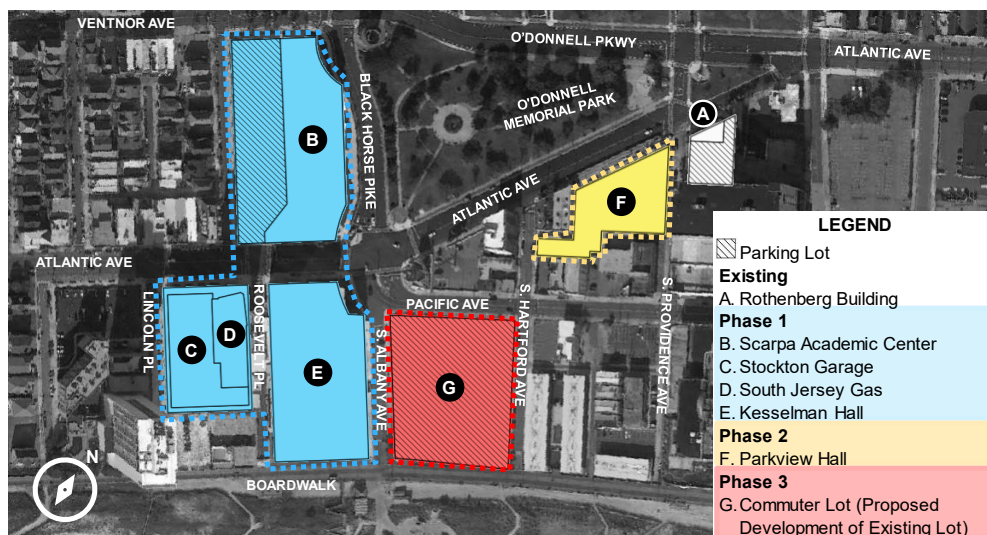 VENTNOR AVE
O'DONNELL PKWY
ATLANTIC AVE
BLACK HORSE PIKE
O'DONNELL
MEMORIAL PARK
A
B
ATLANTIC AVE
F
ATLANTIC AVE
LINCOLN PL
ROOSEVELT PL
PACIFIC AVE
S. ALBANY AVE
S. HARTFORD AVE
S. PROVIDENCE AVE
C
D
E
G
N
BOARDWALK
LEGEND
Parking Lot
Existing
A. Rothenberg Building
Phase 1
B. Scarpa Academic Center
C. Stockton Garage
D. South Jersey Gas
E. Kesselman Hall
Phase 2
F. Parkview Hall
Phase 3
G. Commuter Lot (Proposed
Development of Existing Lot)